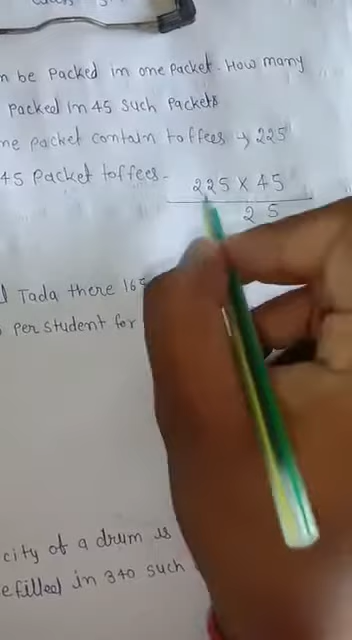 n be Packed in one Packet. How many
Packed in 45 such Packets
ne packet contain toffees → 225
45 Packet toffees -
225 X 45
2 5
Tada there 16
per student for
city of a drum is
efilled in 340 such